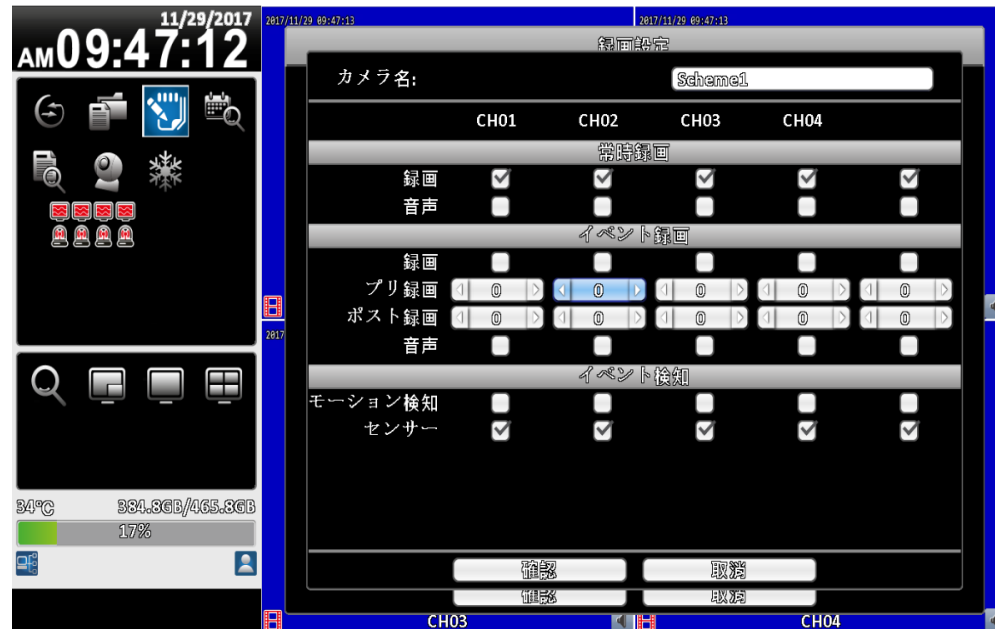 11/29/2017
AM09:47:12
34°C 384.8GB/465.8GB
17%
2017/11/29 09:47:13 2017/11/29 09:47:13
録画設定
カメラ名: Scheme1
CH01 CH02 CH03 CH04
常時録画
録画
音声
イベント録画
録画
プリ録画 0 0 0 0 0
ポスト録画 0 0 0 0 0
2017
音声
イベント検知
モーション検知
センサー
確認 取消
確認 取消
CH03 CH04